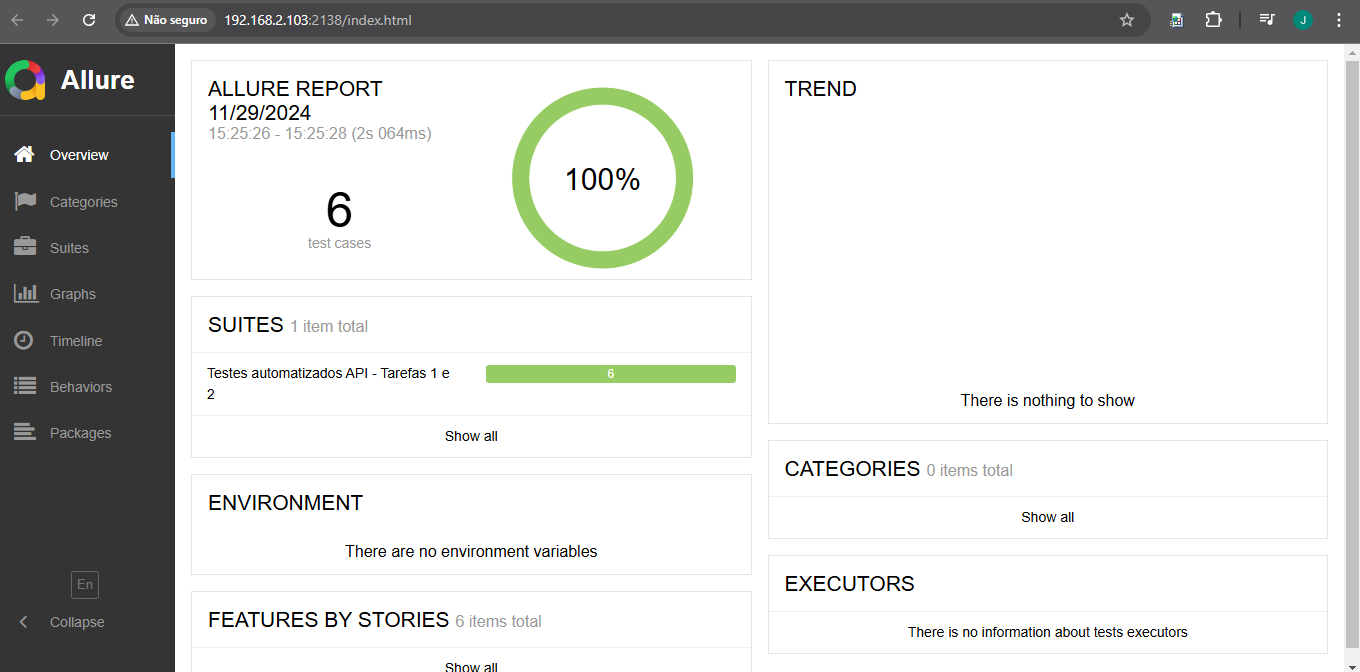 Não seguro
192.168.2.103:2138/index.html
J
Allure
Overview
Categories
Suites
Graphs
Timeline
Behaviors
Packages
En
Collapse
ALLURE REPORT
11/29/2024
15:25:26 - 15:25:28 (2s 064ms)
6
test cases
100%
SUITES 1 item total
Testes automatizados API - Tarefas 1 e
2
6
Show all
ENVIRONMENT
There are no environment variables
FEATURES BY STORIES 6 items total
Show all
TREND
There is nothing to show
CATEGORIES 0 items total
Show all
EXECUTORS
There is no information about tests executors